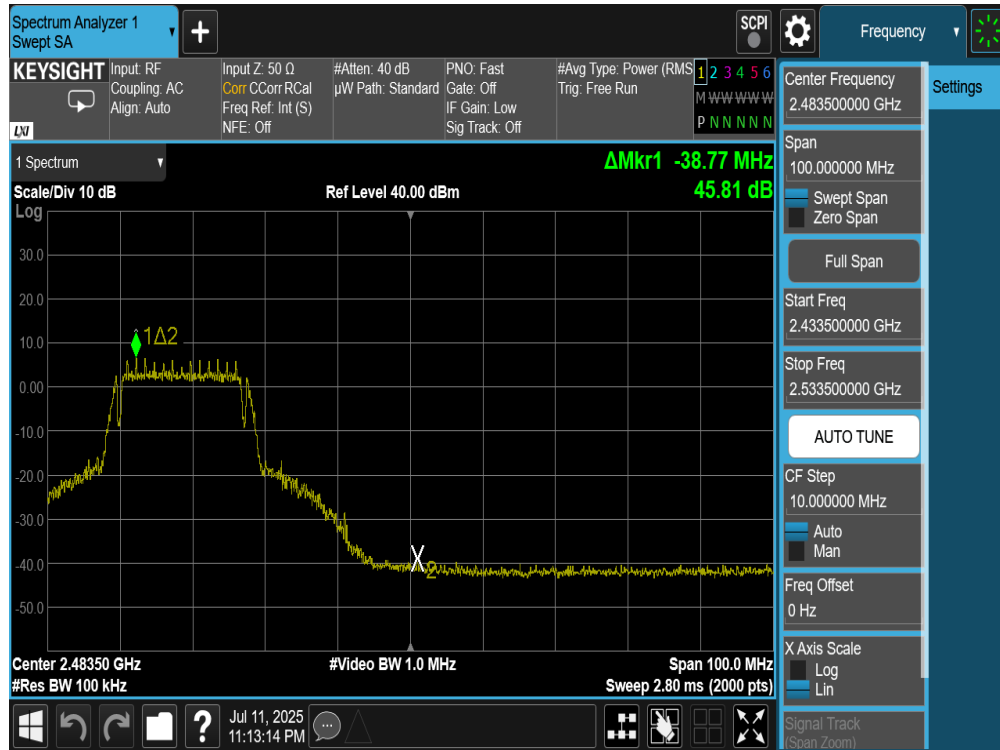 Spectrum Analyzer 1
Swept SA
+
SCPI
Frequency
KEYSIGHT
LXI
Input: RF
Coupling: AC
Align: Auto
Input Z: 50 Ω
Corr CCorr RCal
Freq Ref: Int (S)
NFE: Off
#Atten: 40 dB
µW Path: Standard
PNO: Fast
Gate: Off
IF Gain: Low
Sig Track: Off
#Avg Type: Power (RMS
Trig: Free Run
1 2 3 4 5 6
M W W W W W
P N N N N N
1 Spectrum
Scale/Div 10 dB
Log
Ref Level 40.00 dBm
ΔMkr1 -38.77 MHz
45.81 dB
30.0
20.0
10.0
0.00
-10.0
-20.0
-30.0
-40.0
-50.0
1Δ2
X2
Center 2.48350 GHz
#Res BW 100 kHz
#Video BW 1.0 MHz
Span 100.0 MHz
Sweep 2.80 ms (2000 pts)
Center Frequency
2.483500000 GHz
Span
100.000000 MHz
Swept Span
Zero Span
Full Span
Start Freq
2.433500000 GHz
Stop Freq
2.533500000 GHz
AUTO TUNE
CF Step
10.000000 MHz
Auto
Man
Freq Offset
0 Hz
X Axis Scale
Log
Lin
Signal Track
(Span Zoom)
Settings
?
Jul 11, 2025
11:13:14 PM